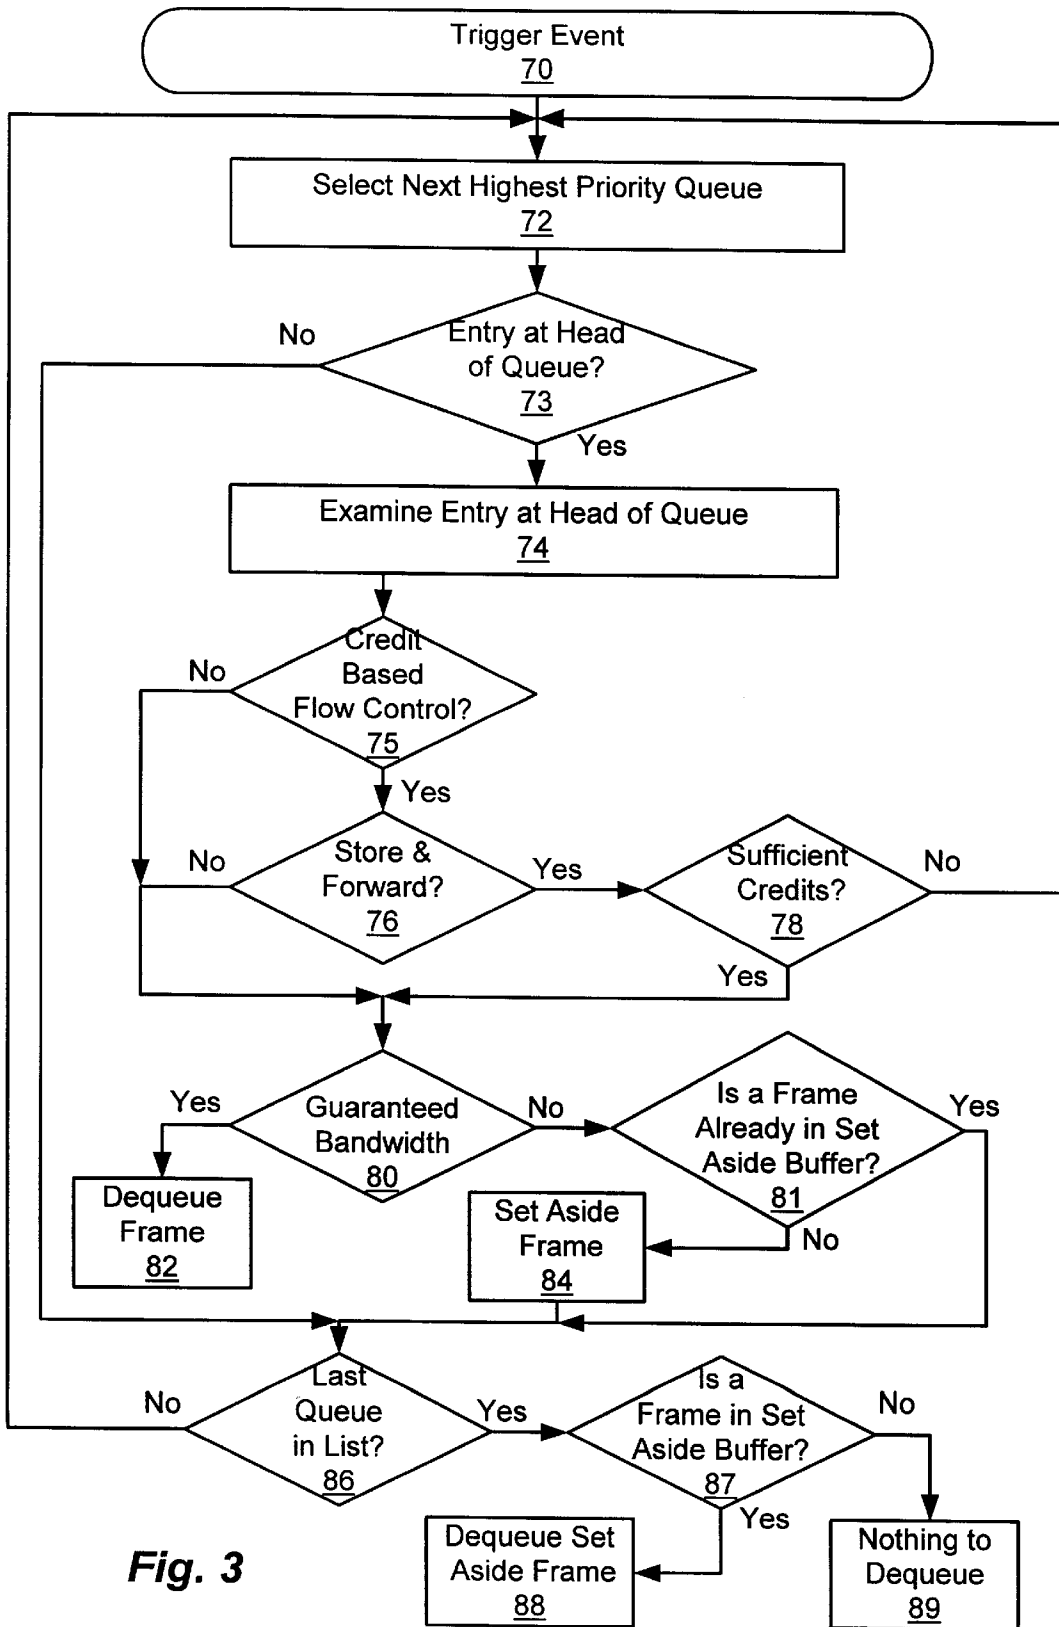 Trigger Event
70
Select Next Highest Priority Queue
72
No
Entry at Head
of Queue?
73
Yes
Examine Entry at Head of Queue
74
No
Credit
Based
Flow Control?
75
Yes
No
Store &
Forward?
76
Yes
Sufficient
Credits?
78
No
Yes
Yes
Guaranteed
Bandwidth
80
No
Is a Frame
Already in Set
Aside Buffer?
81
Yes
No
Dequeue
Frame
82
Set Aside
Frame
84
No
Last
Queue
in List?
86
Yes
Is a
Frame in Set
Aside Buffer?
87
No
Yes
Dequeue Set
Aside Frame
88
Nothing to
Dequeue
89
Fig. 3